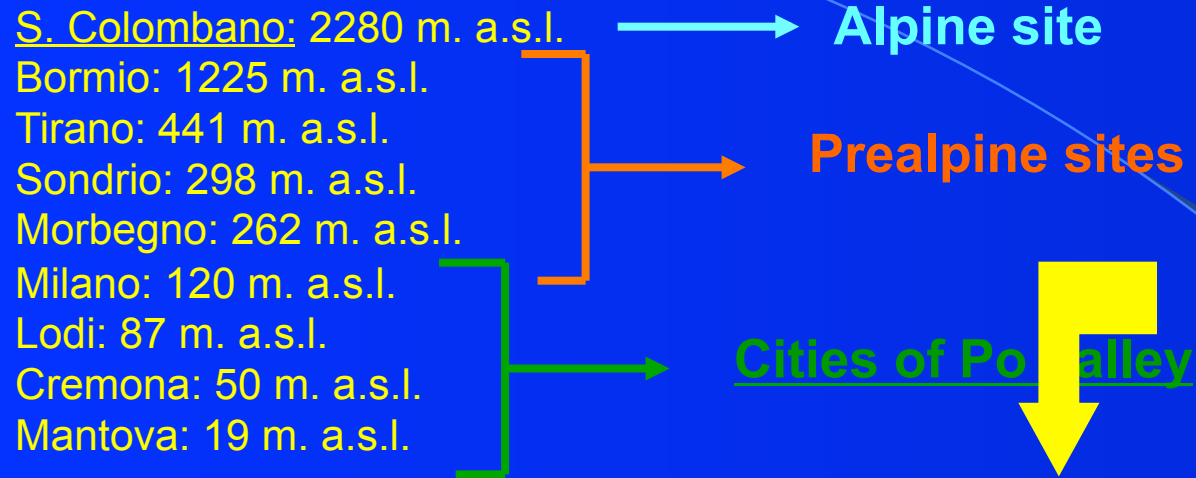 S. Colombano: 2280 m. a.s.l.
Alpine site
Bormio: 1225 m. a.s.l.
Tirano: 441 m. a.s.l.
Prealpine sites
Sondrio: 298 m. a.s.l.
Morbegno: 262 m. a.s.l.
Milano: 120 m. a.s.l.
Lodi: 87 m. a.s.l.
Cities of Po alley
Cremona: 50 m. a.s.l.
Mantova: 19 m. a.s.l.